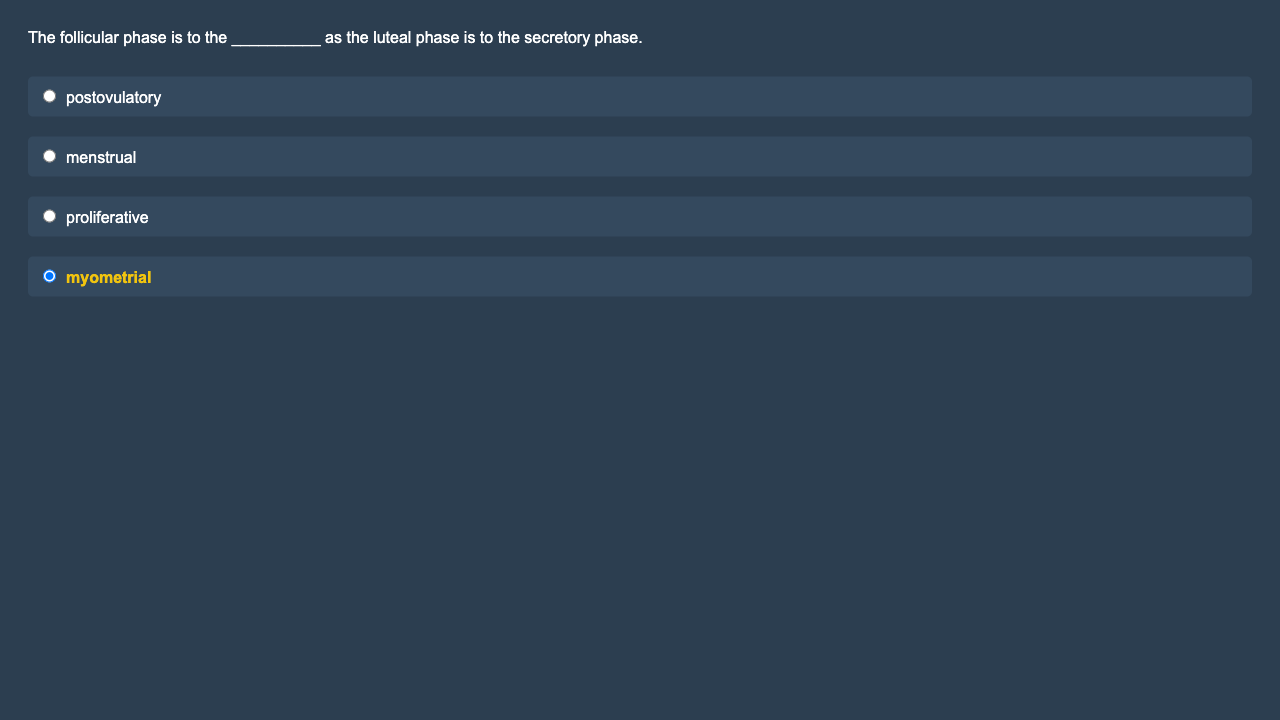 The follicular phase is to the __________ as the luteal phase is to the secretory phase.
postovulatory
menstrual
proliferative
myometrial